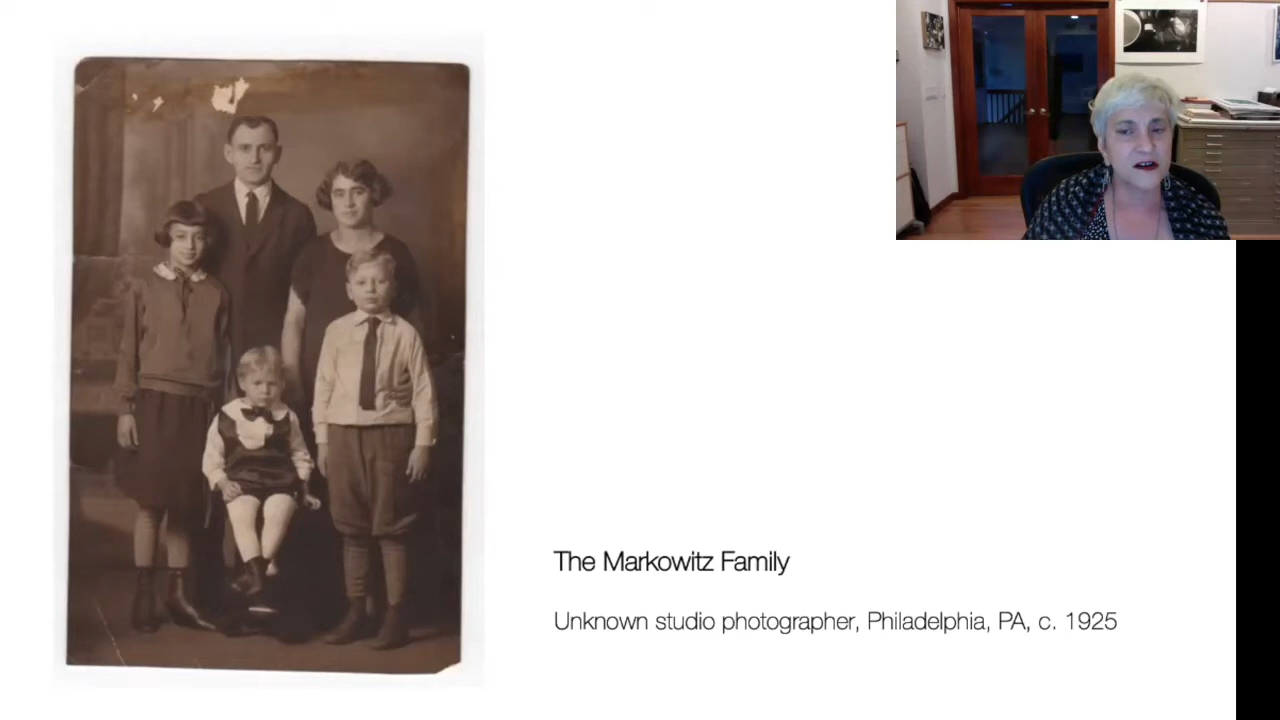 The Markowitz Family
Unknown studio photographer, Philadelphia, PA, c. 1925